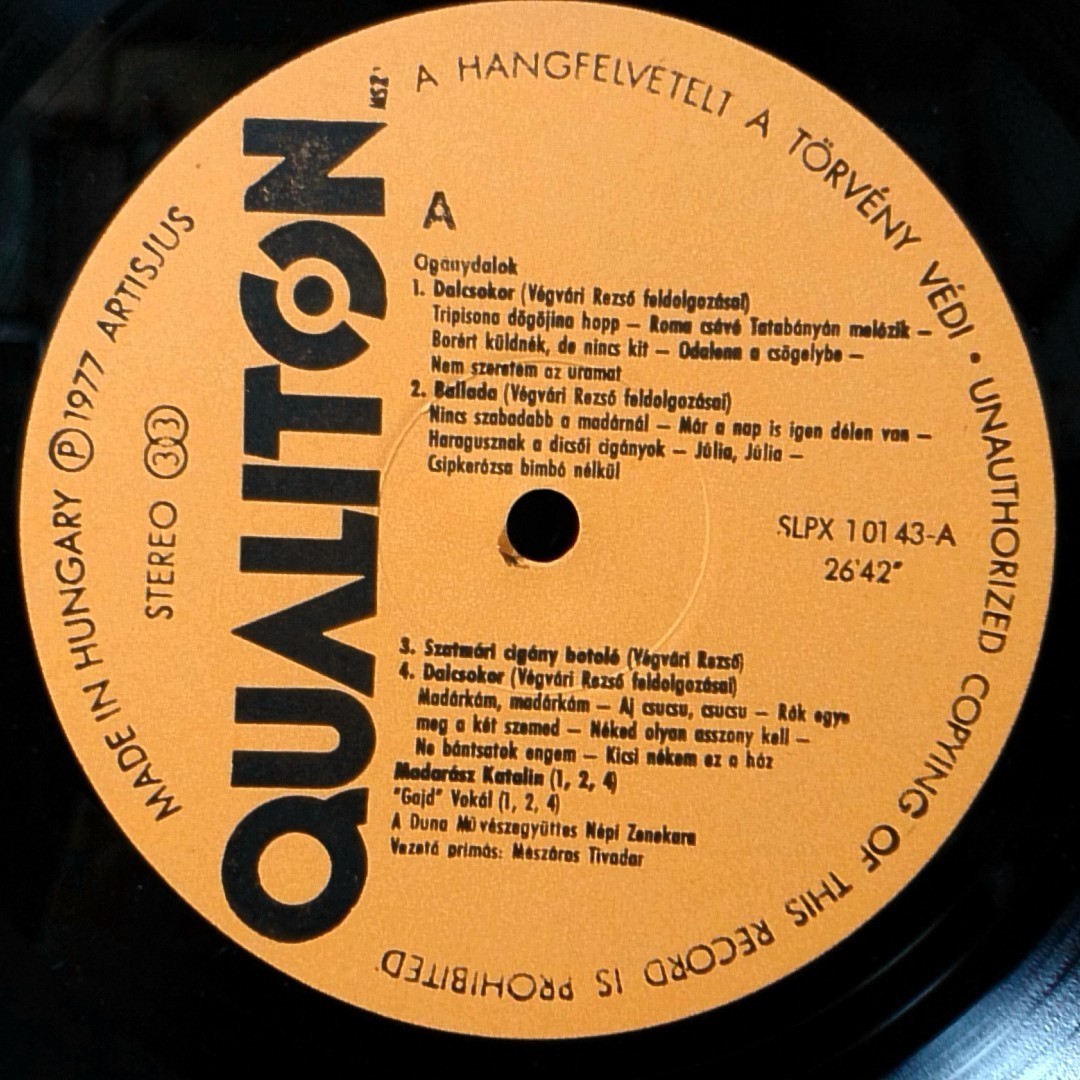 A HANGFELVÉTELT A TÖRVÉNY VÉDI • UNAUTHORIZED COPYING OF THIS RECORD IS PROHIBITED
MADE IN HUNGARY Ⓟ 1977 ARTISJUS
STEREO 33
QUALITON
MSZ
A
Cigánydalok
1. Dalcsokor (Végvári Rezső feldolgozásai)
Tripisona dögöjina hopp – Roma csávé Tatabányán melózik –
Borért küldnék, de nincs kit – Odalena a csögelybe –
Nem szeretem az uramat
2. Ballada (Végvári Rezső feldolgozásai)
Nincs szabadabb a madárnál – Már a nap is igen délen van –
Haragusznak a dicsői cigányok – Júlia, Júlia –
Csipkerózsa bimbó nélkül
SLPX 10143-A
26'42"
3. Szatmári cigány botoló (Végvári Rezső)
4. Dalcsokor (Végvári Rezső feldolgozásai)
Madárkám, madárkám – Aj csucsu, csucsu – Rák egye
meg a két szemed – Néked olyan asszony kell –
Ne bántsatok engem – Kicsi nékem ez a ház
Madarász Katalin (1, 2, 4)
"Gajd" Vokál (1, 2, 4)
A Duna Művészegyüttes Népi Zenekara
Vezető prímás: Mészáros Tivadar